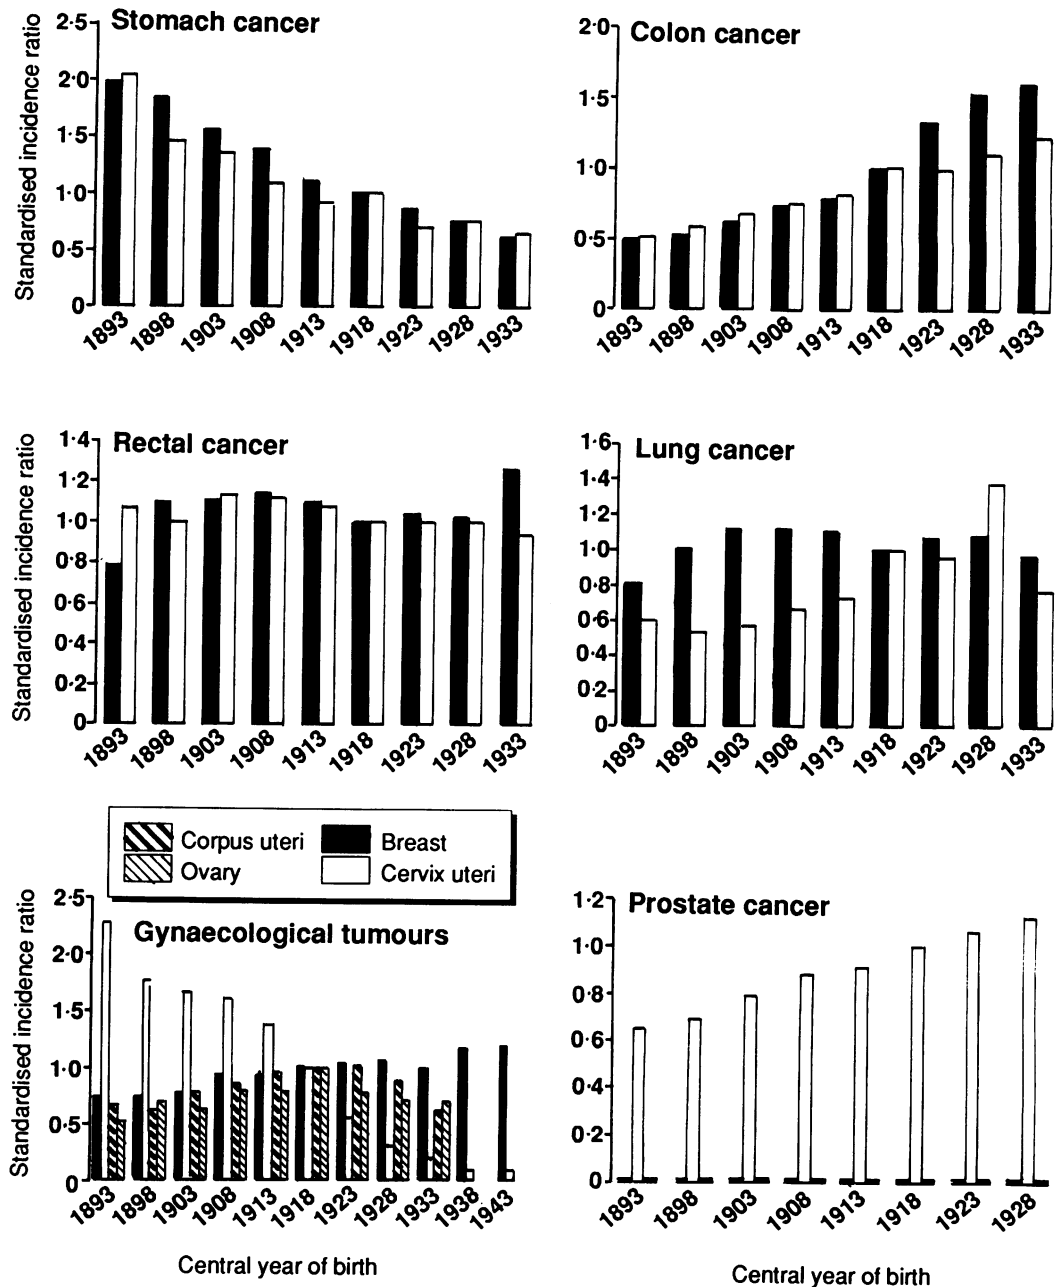 Stomach cancer
Standardised incidence ratio
2·5
2·0
1·5
1·0
0·5
0
1893 1898 1903 1908 1913 1918 1923 1928 1933
Colon cancer
2·0
1·5
1·0
0·5
0
1893 1898 1903 1908 1913 1918 1923 1928 1933
Rectal cancer
Standardised incidence ratio
1·4
1·2
1·0
0·8
0·6
0·4
0·2
0
1893 1898 1903 1908 1913 1918 1923 1928 1933
Lung cancer
1·6
1·4
1·2
1·0
0·8
0·6
0·4
0·2
0
1893 1898 1903 1908 1913 1918 1923 1928 1933
Corpus uteri Breast
Ovary Cervix uteri
Gynaecological tumours
Standardised incidence ratio
2·5
2·0
1·5
1·0
0·5
0
1893 1898 1903 1908 1913 1918 1923 1928 1933 1938 1943
Central year of birth
Prostate cancer
1·2
1·0
0·8
0·6
0·4
0·2
0
1893 1898 1903 1908 1913 1918 1923 1928
Central year of birth